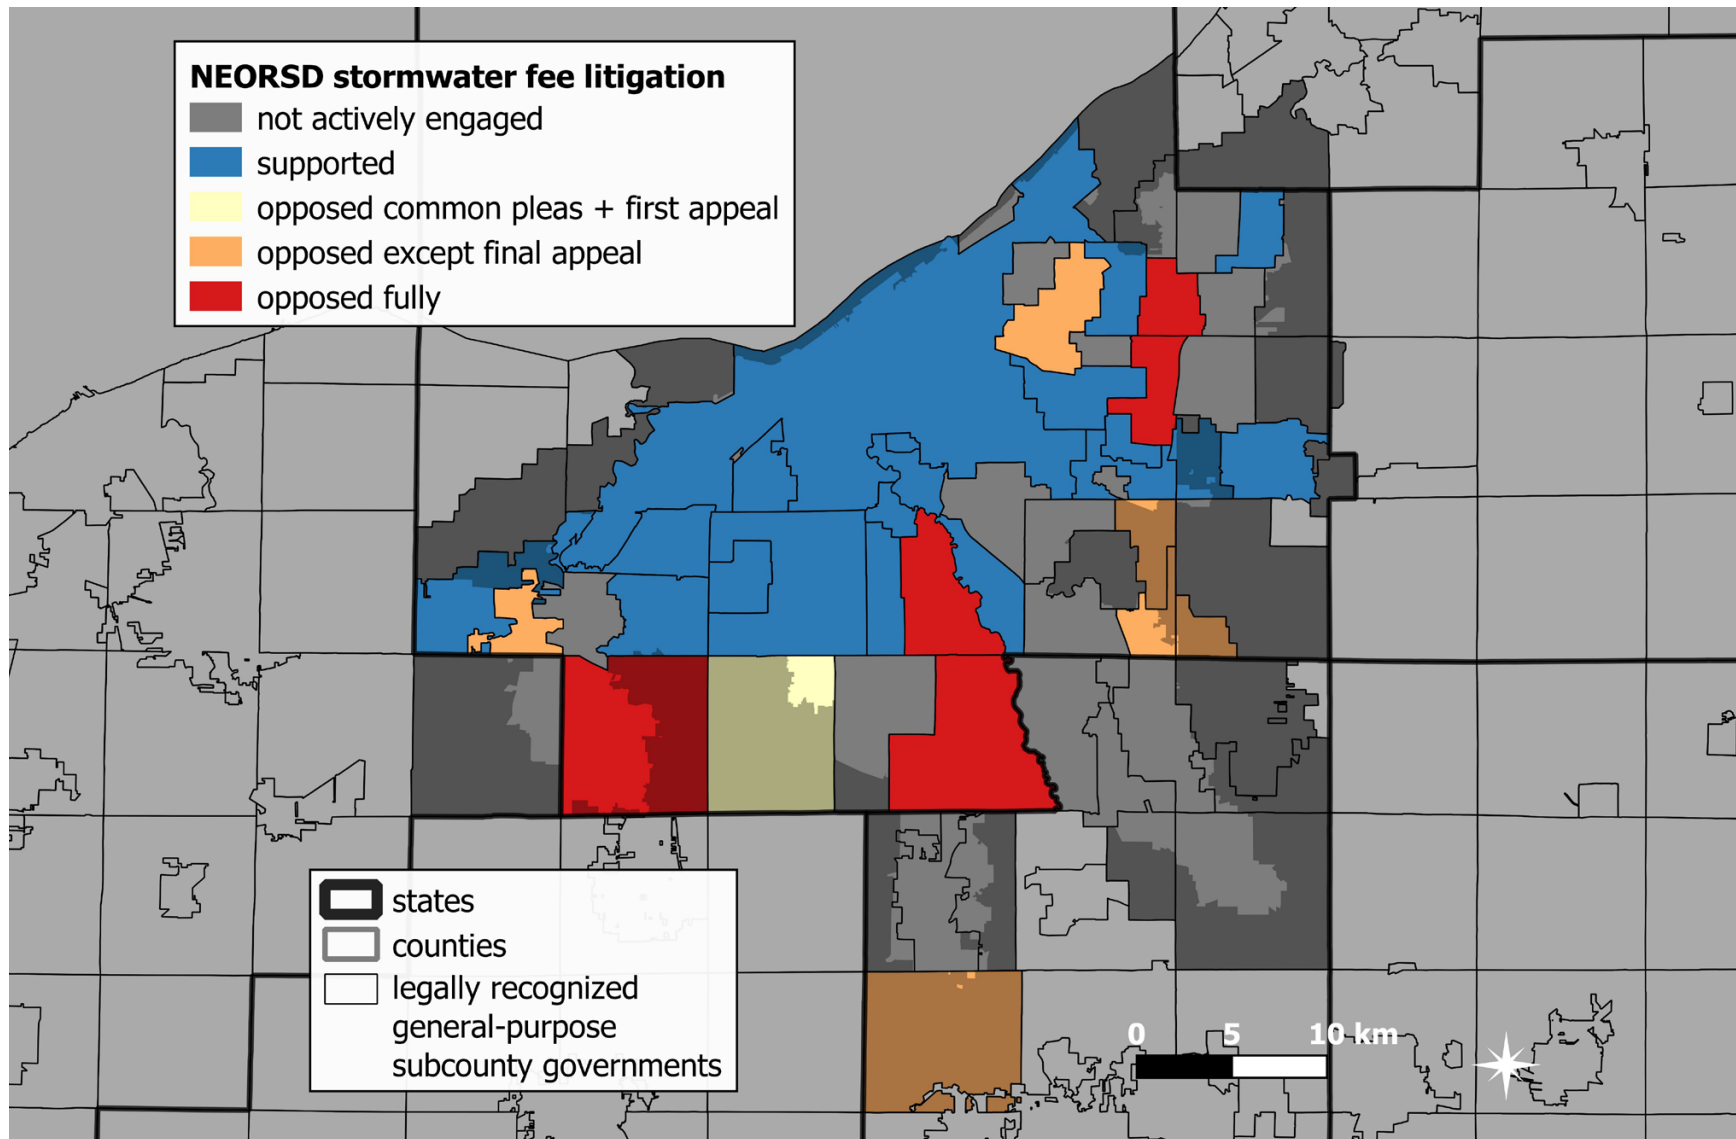 NEORSD stormwater fee litigation
not actively engaged
supported
opposed common pleas + first appeal
opposed except final appeal
opposed fully
states
counties
legally recognized
general-purpose
subcounty governments
0 5 10 km